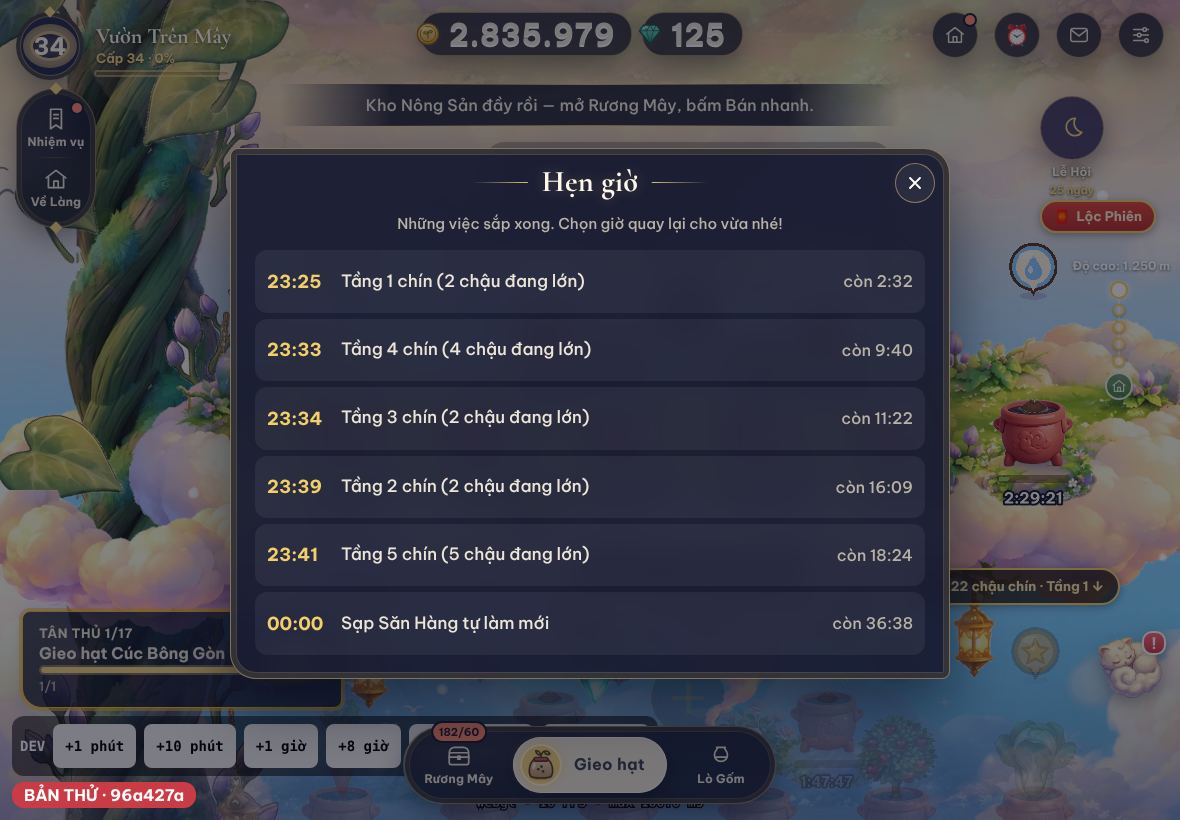 34
Vườn Trên Mây
Cấp 34 · 0%
2.835.979
125
Kho Nông Sản đầy rồi — mở Rương Mây, bấm Bán nhanh.
Nhiệm vụ
Về Làng
Lễ Hội
25 ngày
Lộc Phiên
Độ cao: 1.250 m
Hẹn giờ
Những việc sắp xong. Chọn giờ quay lại cho vừa nhé!
23:25 Tầng 1 chín (2 chậu đang lớn) còn 2:32
23:33 Tầng 4 chín (4 chậu đang lớn) còn 9:40
23:34 Tầng 3 chín (2 chậu đang lớn) còn 11:22
23:39 Tầng 2 chín (2 chậu đang lớn) còn 16:09
23:41 Tầng 5 chín (5 chậu đang lớn) còn 18:24
00:00 Sạp Săn Hàng tự làm mới còn 36:38
2:29:21
22 chậu chín · Tầng 1 ↓
TÂN THỦ 1/17
Gieo hạt Cúc Bông Gòn
1/1
!
DEV +1 phút +10 phút +1 giờ +8 giờ
182/60
Rương Mây
Gieo hạt
Lò Gốm
1:47:47
BẢN THỬ · 96a427a